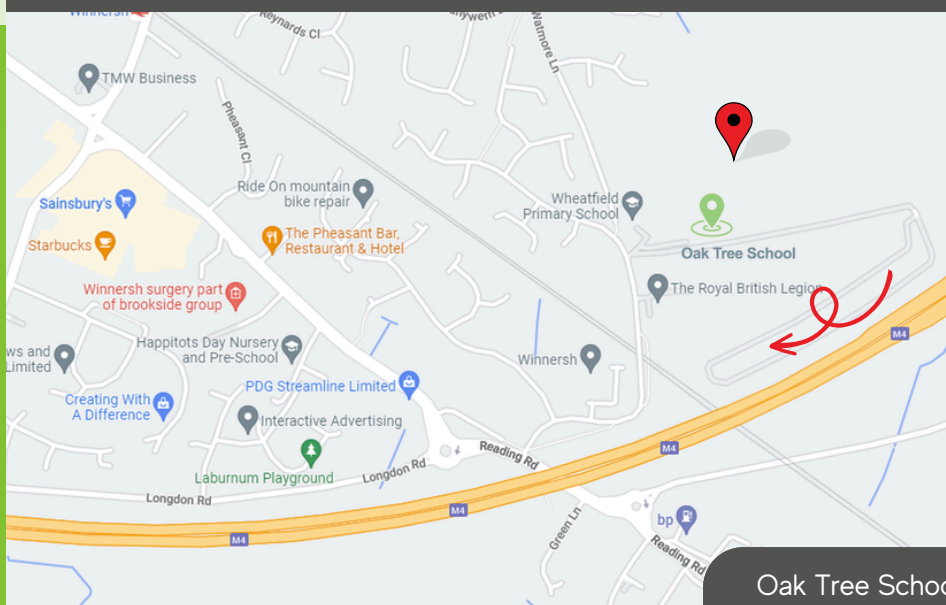 Winnersh
Reynards Cl
Watmore Ln
TMW Business
Pheasant Cl
Ride On mountain
bike repair
Wheatfield
Primary School
Sainsbury's
Starbucks
The Pheasant Bar,
Restaurant & Hotel
Oak Tree School
Winnersh surgery part
of brookside group
The Royal British Legion
M4
Happitots Day Nursery
and Pre-School
ws and
Limited
Winnersh
PDG Streamline Limited
Creating With
A Difference
Interactive Advertising
Reading Rd
M4
Laburnum Playground
Longdon Rd
Longdon Rd
M4
M4
Green Ln
bp
Reading Rd
Oak Tree Schoo